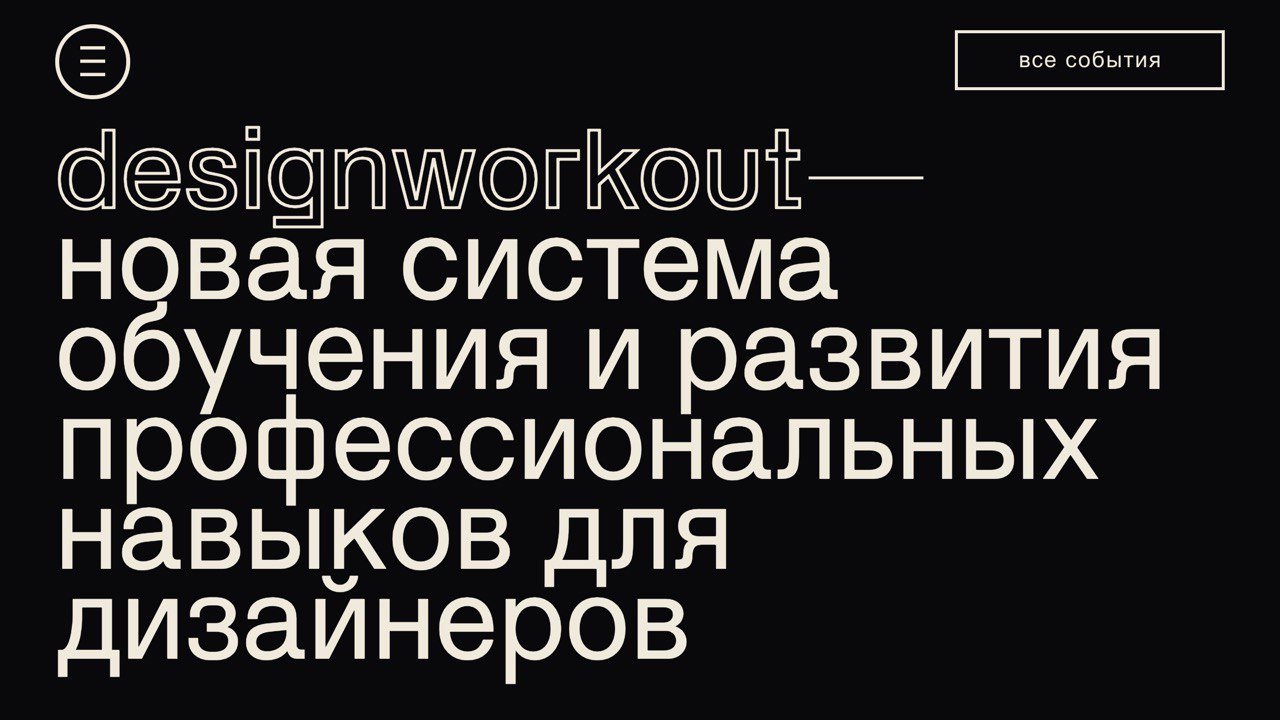 все события
designworkout—
новая система
обучения и развития
профессиональных
навыков для
дизайнеров